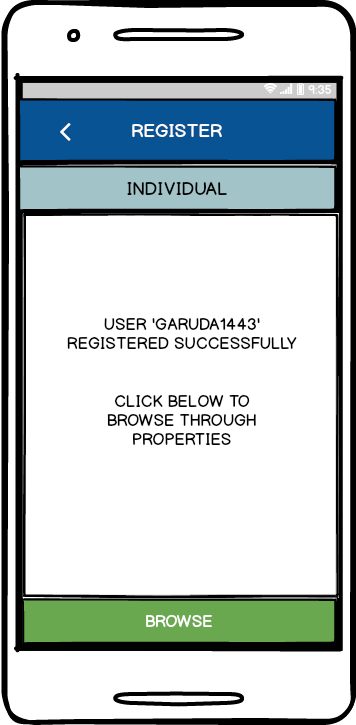 9:35
REGISTER
INDIVIDUAL
USER 'GARUDA1443'
REGISTERED SUCCESSFULLY
CLICK BELOW TO
BROWSE THROUGH
PROPERTIES
BROWSE